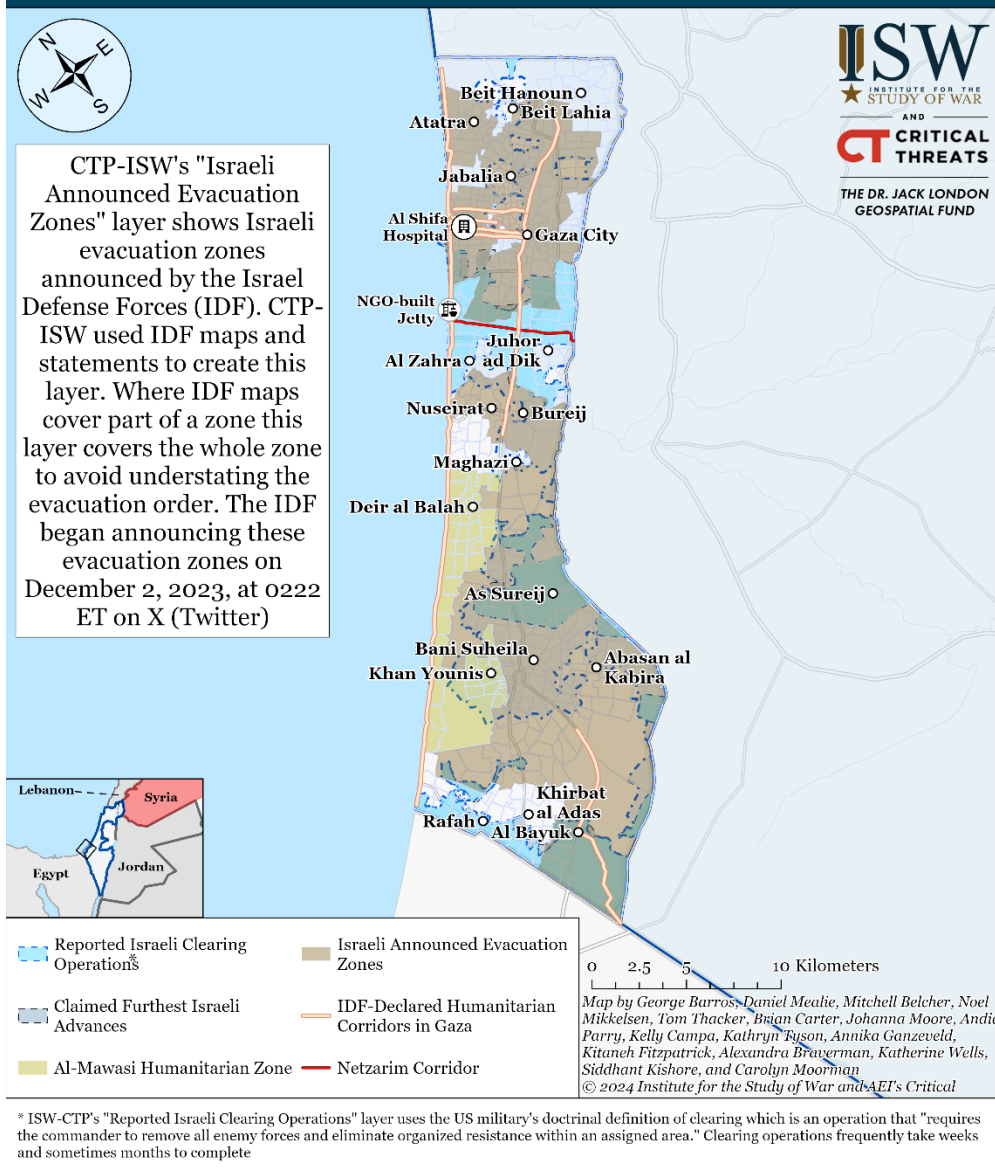 N
E
W
S
ISW
INSTITUTE FOR THE
STUDY OF WAR
AND
CT CRITICAL
THREATS
THE DR. JACK LONDON
GEOSPATIAL FUND
CTP-ISW's "Israeli
Announced Evacuation
Zones" layer shows Israeli
evacuation zones
announced by the Israel
Defense Forces (IDF). CTP-
ISW used IDF maps and
statements to create this
layer. Where IDF maps
cover part of a zone this
layer covers the whole zone
to avoid understating the
evacuation order. The IDF
began announcing these
evacuation zones on
December 2, 2023, at 0222
ET on X (Twitter)
Beit Hanoun
Beit Lahia
Atatra
Jabalia
Al Shifa
Hospital
Gaza City
NGO-built
Jetty
Juhor
ad Dik
Al Zahra
Nuseirat
Bureij
Maghazi
Deir al Balah
As Sureij
Bani Suheila
Abasan al
Kabira
Khan Younis
Khirbat
al Adas
Rafah
Al Bayuk
Lebanon
Syria
Jordan
Egypt
Reported Israeli Clearing
Operations*
Claimed Furthest Israeli
Advances
Al-Mawasi Humanitarian Zone
Israeli Announced Evacuation
Zones
IDF-Declared Humanitarian
Corridors in Gaza
Netzarim Corridor
0 2.5 5 10 Kilometers
Map by George Barros, Daniel Mealie, Mitchell Belcher, Noel
Mikkelsen, Tom Thacker, Brian Carter, Johanna Moore, Andie
Parry, Kelly Campa, Kathryn Tyson, Annika Ganzeveld,
Kitaneh Fitzpatrick, Alexandra Braverman, Katherine Wells,
Siddhant Kishore, and Carolyn Moorman
© 2024 Institute for the Study of War and AEI's Critical
* ISW-CTP's "Reported Israeli Clearing Operations" layer uses the US military's doctrinal definition of clearing which is an operation that "requires
the commander to remove all enemy forces and eliminate organized resistance within an assigned area." Clearing operations frequently take weeks
and sometimes months to complete